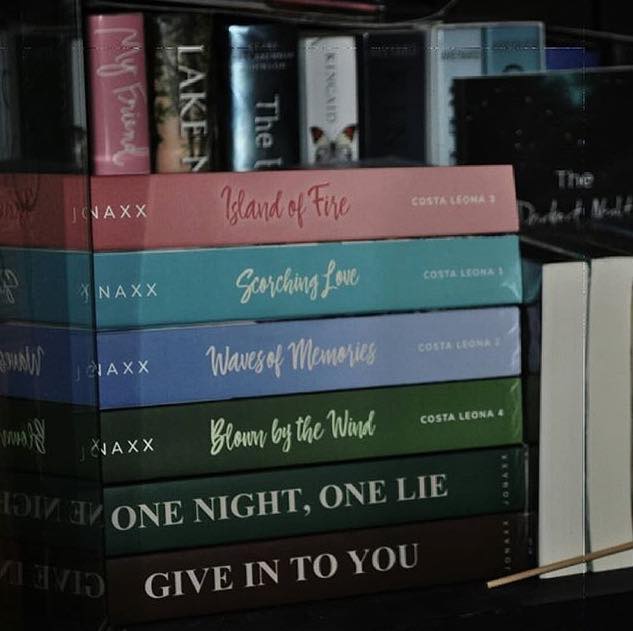 My Friend
LAKE
The
KINCAID
The
JONAXX Island of Fire COSTA LEONA 3
JONAXX Scorching Love COSTA LEONA 1
JONAXX Waves of Memories COSTA LEONA 2
JONAXX Blown by the Wind COSTA LEONA 4
ONE NIGHT, ONE LIE JONAXX
GIVE IN TO YOU JONAXX